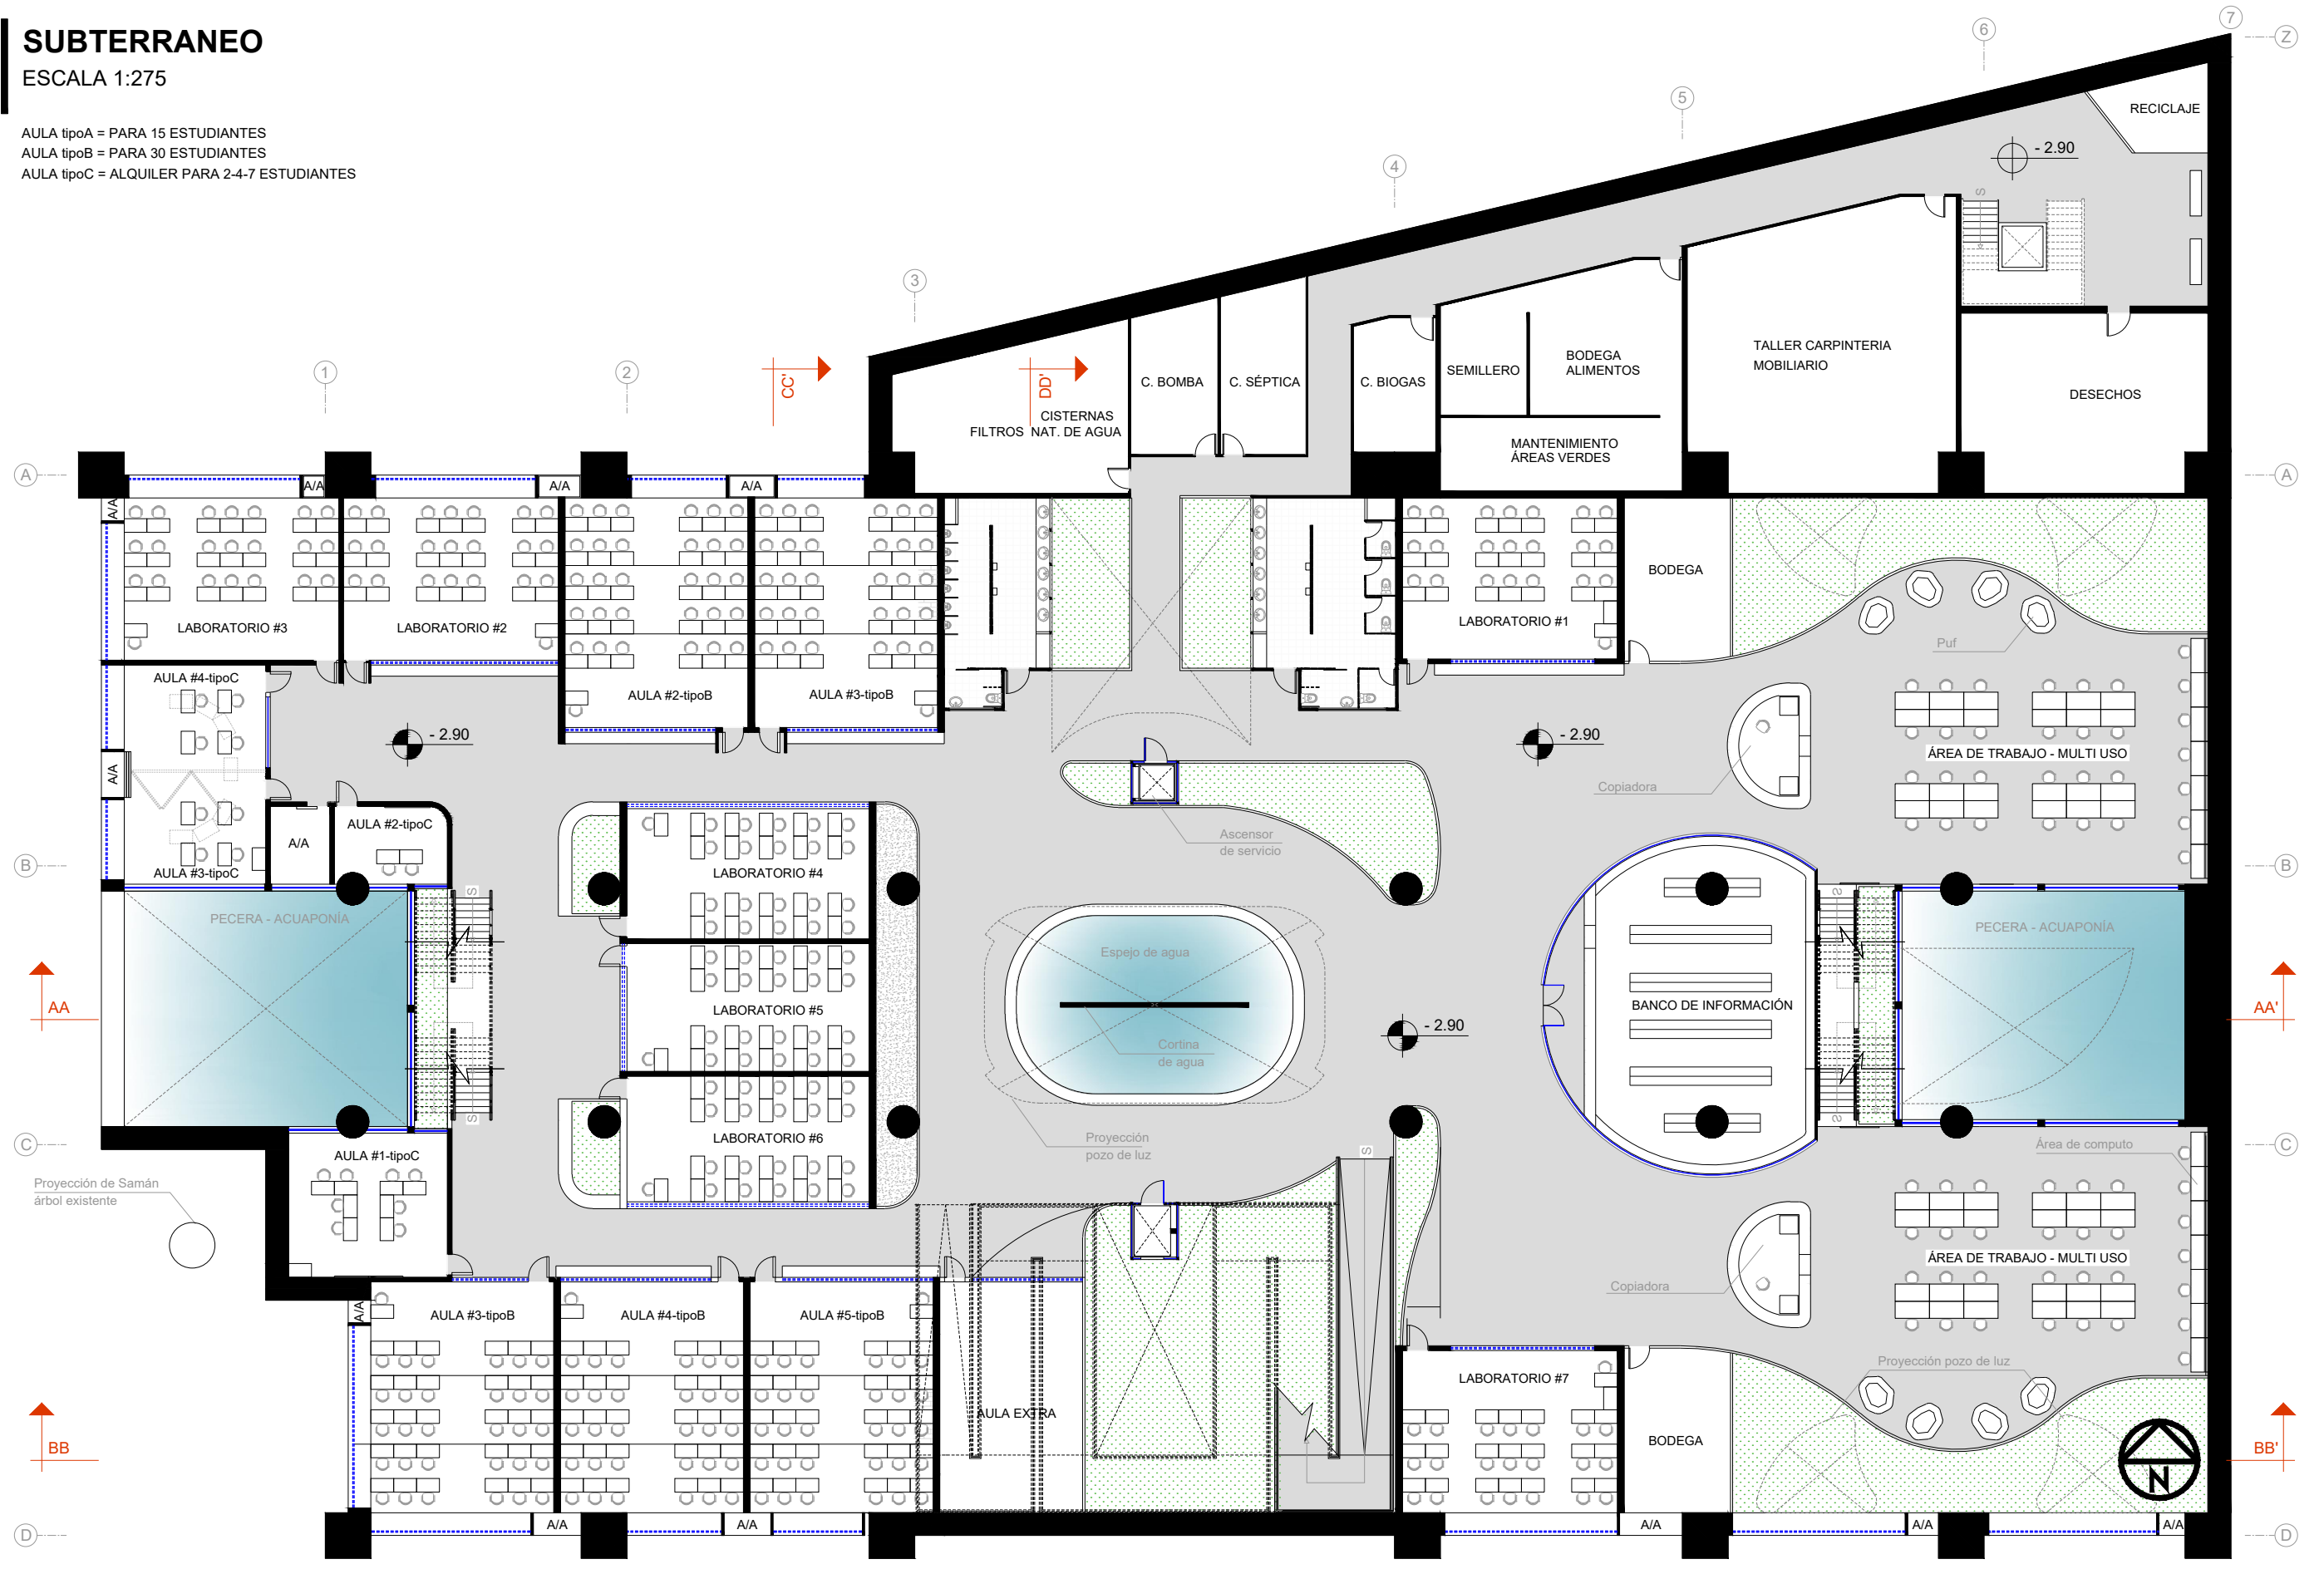 SUBTERRANEO
ESCALA 1:275
AULA tipoA = PARA 15 ESTUDIANTES
AULA tipoB = PARA 30 ESTUDIANTES
AULA tipoC = ALQUILER PARA 2-4-7 ESTUDIANTES
7
Z
6
5
4
3
2
1
RECICLAJE
- 2.90
S
TALLER CARPINTERIA
MOBILIARIO
DESECHOS
BODEGA
ALIMENTOS
SEMILLERO
C. BIOGAS
C. SÉPTICA
C. BOMBA
CC'
DD'
CISTERNAS
FILTROS NAT. DE AGUA
MANTENIMIENTO
ÁREAS VERDES
A
A
A/A
A/A
A/A
A/A
LABORATORIO #3
LABORATORIO #2
AULA #2-tipoB
AULA #3-tipoB
LABORATORIO #1
BODEGA
Puf
AULA #4-tipoC
- 2.90
- 2.90
ÁREA DE TRABAJO - MULTI USO
A/A
Copiadora
AULA #2-tipoC
A/A
Ascensor
de servicio
B
AULA #3-tipoC
LABORATORIO #4
B
S
S
PECERA - ACUAPONÍA
PECERA - ACUAPONÍA
Espejo de agua
AA
LABORATORIO #5
BANCO DE INFORMACIÓN
AA'
- 2.90
Cortina
de agua
S
S
LABORATORIO #6
Proyección
pozo de luz
C
Área de computo
C
AULA #1-tipoC
S
Proyección de Samán
árbol existente
ÁREA DE TRABAJO - MULTI USO
Copiadora
A/A
AULA #3-tipoB
AULA #4-tipoB
AULA #5-tipoB
Proyección pozo de luz
LABORATORIO #7
AULA EXTRA
BODEGA
BB
BB'
N
D
A/A
A/A
A/A
A/A
A/A
D